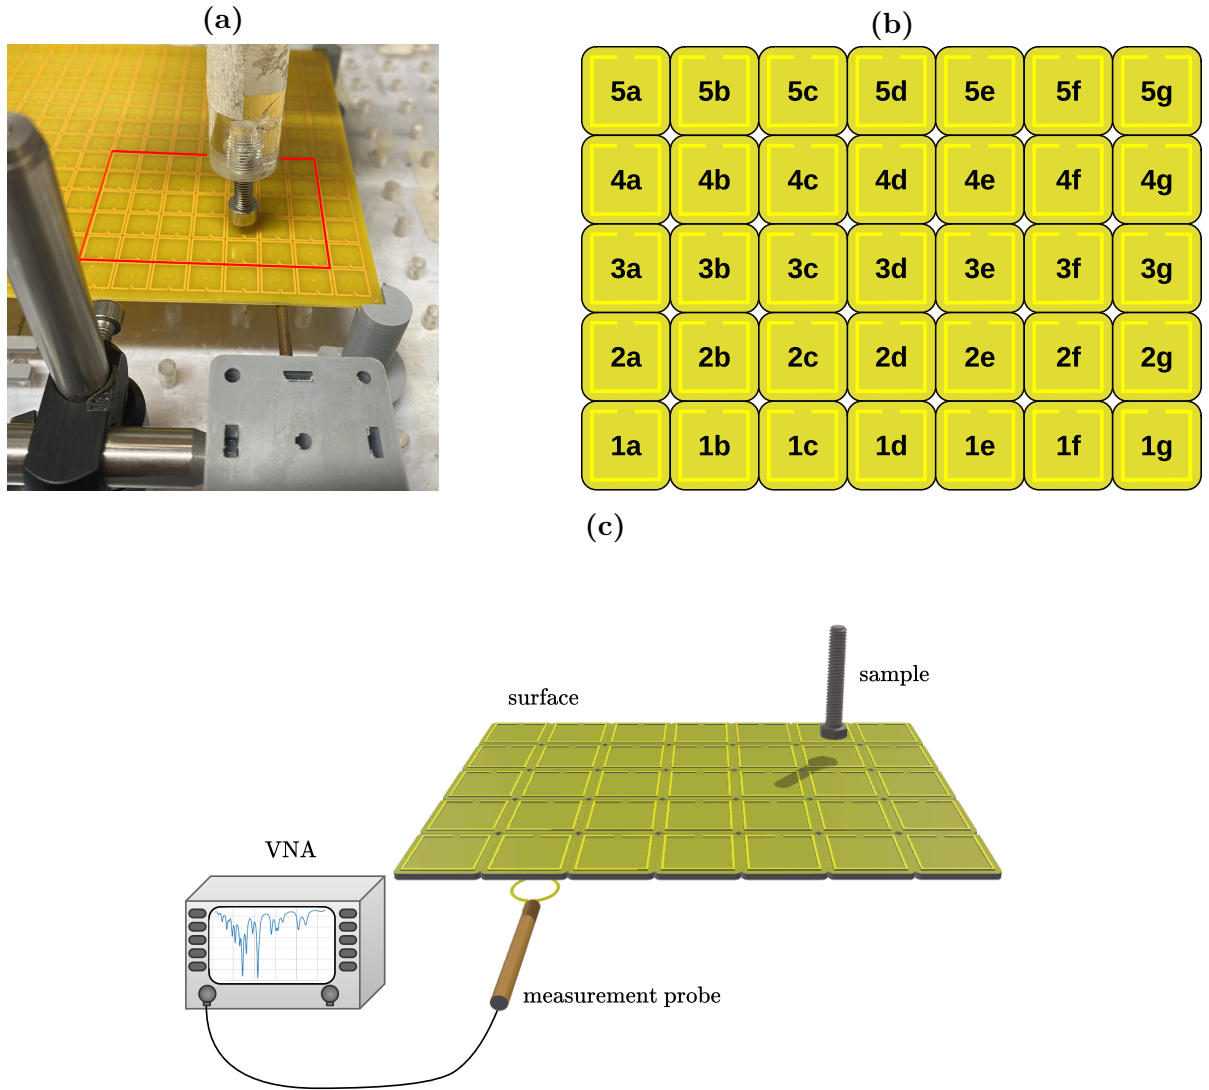 (a)
(b)
5a 5b 5c 5d 5e 5f 5g
4a 4b 4c 4d 4e 4f 4g
3a 3b 3c 3d 3e 3f 3g
2a 2b 2c 2d 2e 2f 2g
1a 1b 1c 1d 1e 1f 1g
(c)
sample
surface
VNA
measurement probe